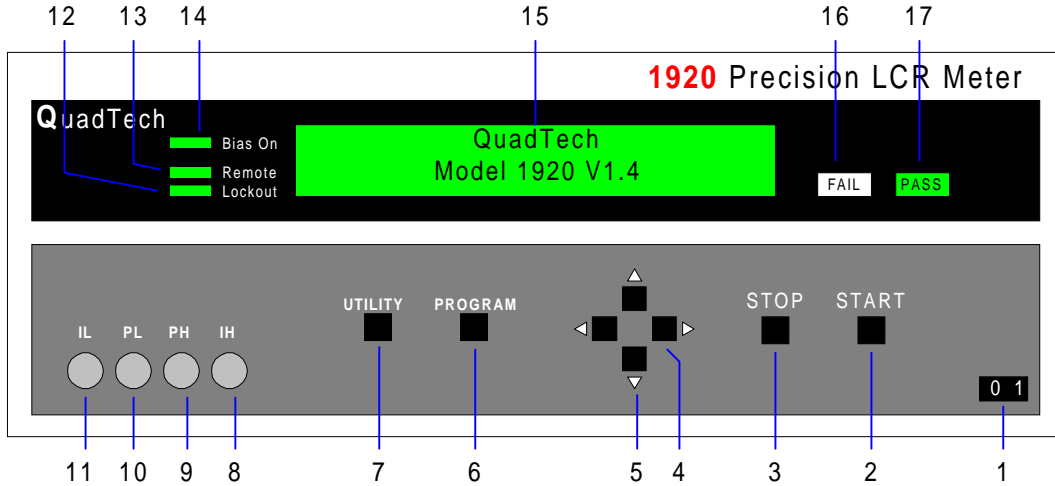 12 13 14 15 16 17
1920 Precision LCR Meter
QuadTech
Bias On
Remote
Lockout
QuadTech
Model 1920 V1.4
FAIL PASS
UTILITY PROGRAM
STOP START
IL PL PH IH
0 1
11 10 9 8 7 6 5 4 3 2 1